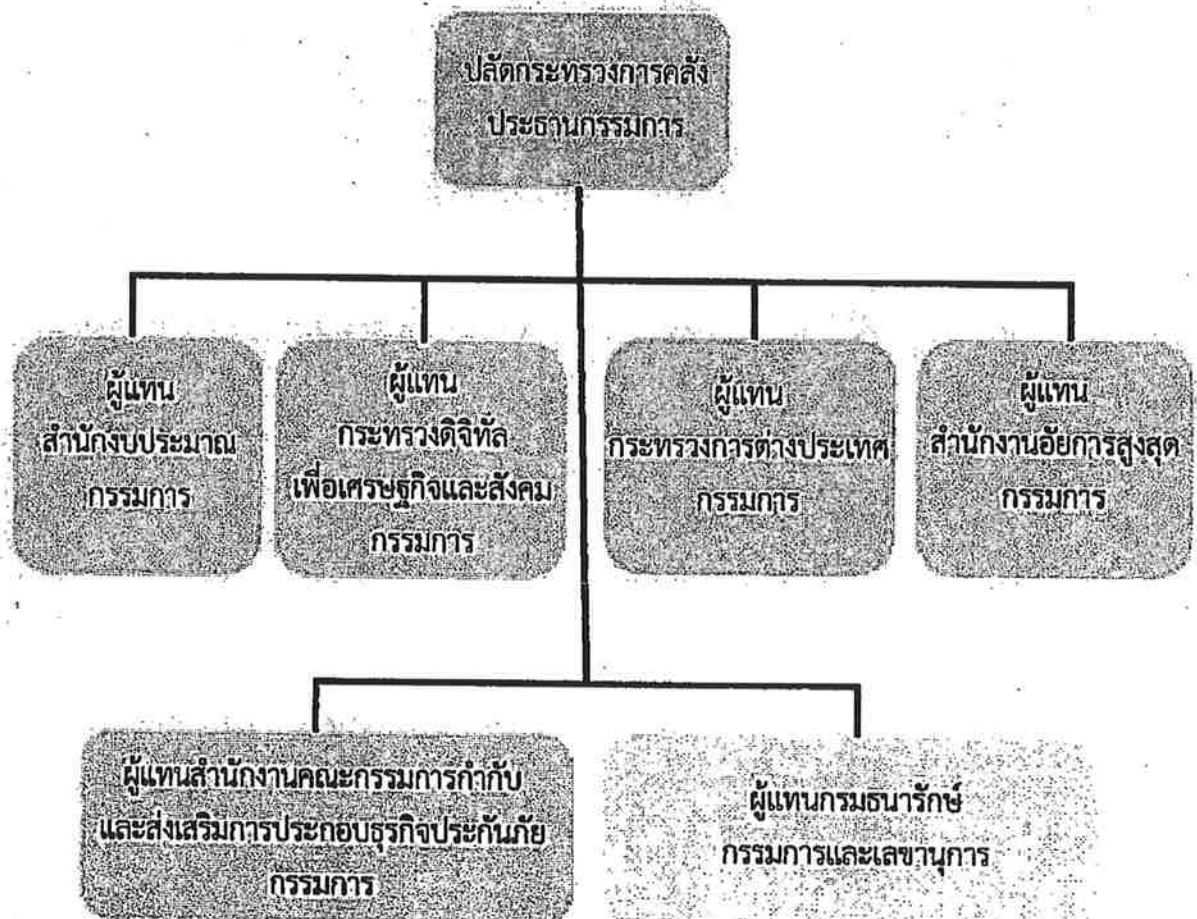 ปลัดกระทรวงการคลัง
ประธานกรรมการ
ผู้แทน
สำนักงบประมาณ
กรรมการ
ผู้แทน
กระทรวงดิจิทัล
เพื่อเศรษฐกิจและสังคม
กรรมการ
ผู้แทน
กระทรวงการต่างประเทศ
กรรมการ
ผู้แทน
สำนักงานอัยการสูงสุด
กรรมการ
ผู้แทนสำนักงานคณะกรรมการกำกับ
และส่งเสริมการประกอบธุรกิจประกันภัย
กรรมการ
ผู้แทนกรมธนารักษ์
กรรมการและเลขานุการ